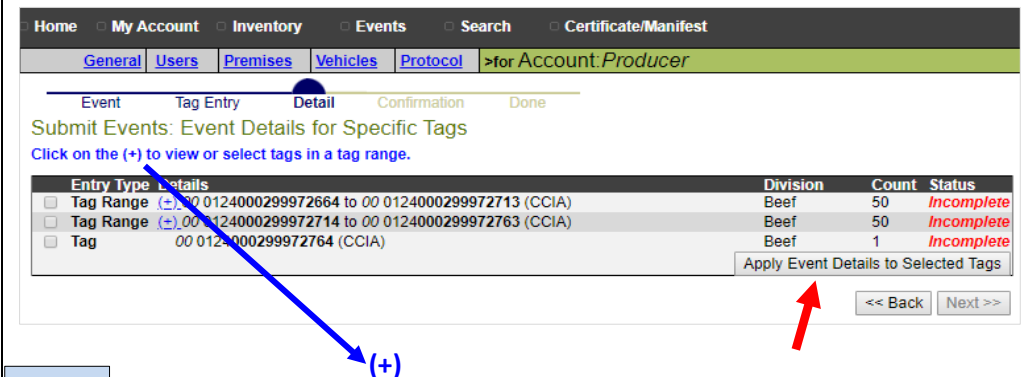 Home My Account Inventory Events Search Certificate/Manifest
General Users Premises Vehicles Protocol >for Account:Producer
Event Tag Entry Detail Confirmation Done
Submit Events: Event Details for Specific Tags
Click on the (+) to view or select tags in a tag range.
Entry Type Details Division Count Status
Tag Range (+) 00 0124000299972664 to 00 0124000299972713 (CCIA) Beef 50 Incomplete
Tag Range (+) 00 0124000299972714 to 00 0124000299972763 (CCIA) Beef 50 Incomplete
Tag 00 0124000299972764 (CCIA) Beef 1 Incomplete
Apply Event Details to Selected Tags
<< Back Next >>
(+)